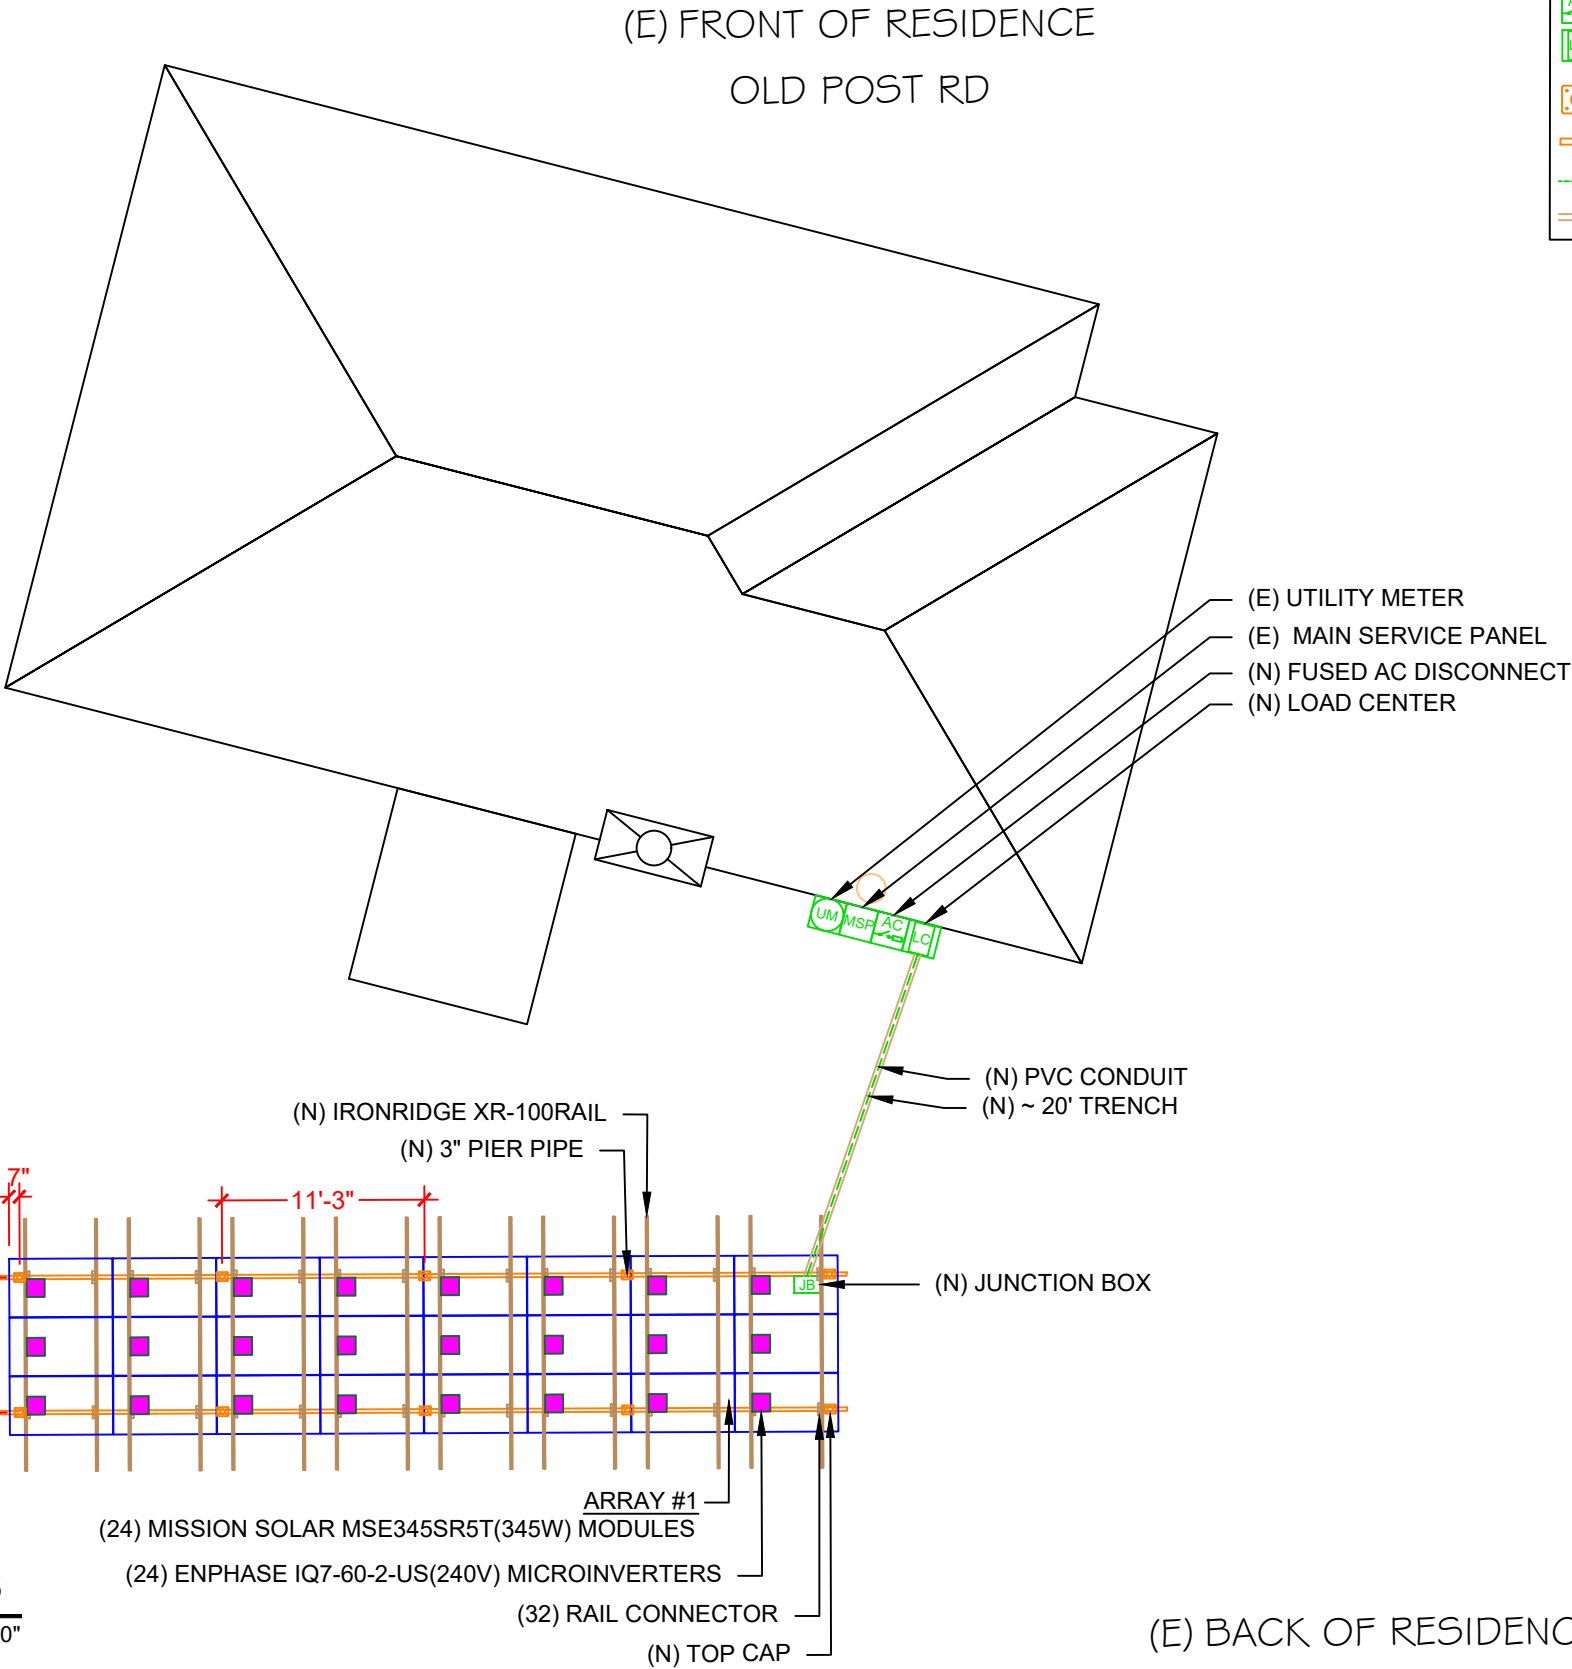 (E) FRONT OF RESIDENCE
OLD POST RD
(E) UTILITY METER
(E) MAIN SERVICE PANEL
(N) FUSED AC DISCONNECT
(N) LOAD CENTER
UM
MSP
AC
LC
(N) PVC CONDUIT
(N) ~ 20' TRENCH
(N) IRONRIDGE XR-100RAIL
(N) 3" PIER PIPE
7"
11'-3"
JB
(N) JUNCTION BOX
ARRAY #1
(24) MISSION SOLAR MSE345SR5T(345W) MODULES
(24) ENPHASE IQ7-60-2-US(240V) MICROINVERTERS
(32) RAIL CONNECTOR
(N) TOP CAP
0"
(E) BACK OF RESIDENC